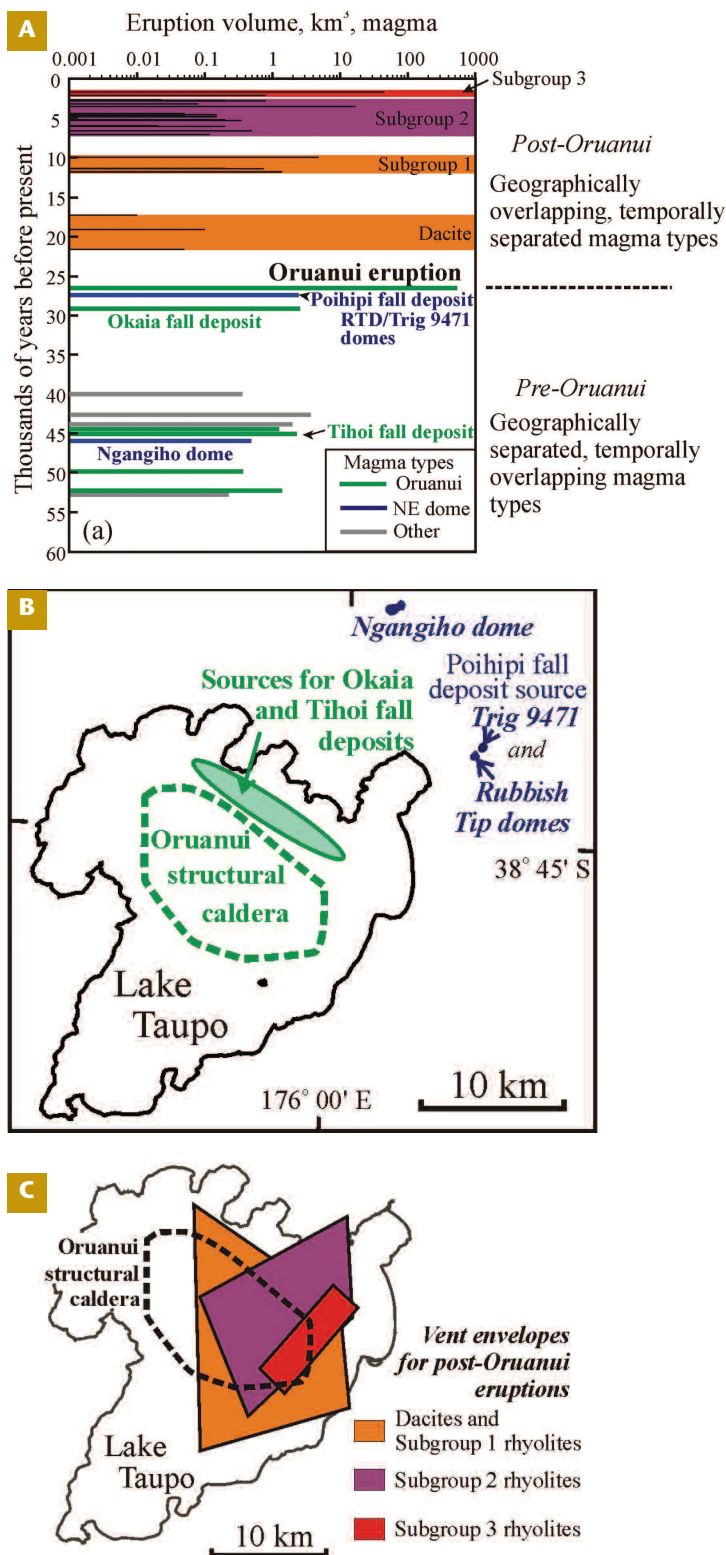 A
Eruption volume, km³, magma
0.001 0.01 0.1 1 10 100 1000
Thousands of years before present
0
5
10
15
20
25
30
35
40
45
50
55
60
Subgroup 3
Subgroup 2
Subgroup 1
Dacite
Oruanui eruption
Poihipi fall deposit
RTD/Trig 9471
domes
Okaia fall deposit
Tihoi fall deposit
Ngangiho dome
Magma types
Oruanui
NE dome
Other
(a)
Post-Oruanui
Geographically
overlapping, temporally
separated magma types
Pre-Oruanui
Geographically
separated, temporally
overlapping magma
types
B
Ngangiho dome
Poihipi fall
deposit source
Trig 9471
and
Rubbish
Tip domes
Sources for Okaia
and Tihoi fall
deposits
Oruanui
structural
caldera
38° 45' S
Lake
Taupo
176° 00' E
10 km
C
Oruanui
structural
caldera
Vent envelopes
for post-Oruanui
eruptions
Dacites and
Subgroup 1 rhyolites
Subgroup 2 rhyolites
Subgroup 3 rhyolites
Lake
Taupo
10 km